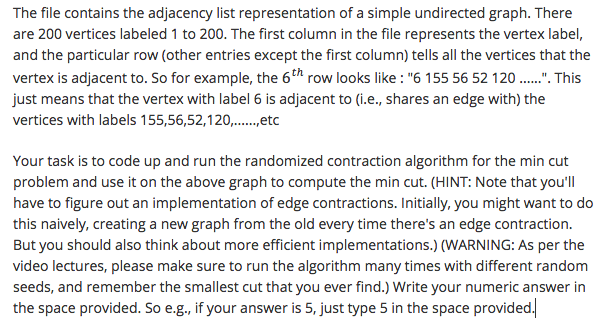 The file contains the adjacency list representation of a simple undirected graph. There
are 200 vertices labeled 1 to 200. The first column in the file represents the vertex label,
and the particular row (other entries except the first column) tells all the vertices that the
vertex is adjacent to. So for example, the 6th row looks like : "6 155 56 52 120 ......". This
just means that the vertex with label 6 is adjacent to (i.e., shares an edge with) the
vertices with labels 155,56,52,120,......,etc
Your task is to code up and run the randomized contraction algorithm for the min cut
problem and use it on the above graph to compute the min cut. (HINT: Note that you'll
have to figure out an implementation of edge contractions. Initially, you might want to do
this naively, creating a new graph from the old every time there's an edge contraction.
But you should also think about more efficient implementations.) (WARNING: As per the
video lectures, please make sure to run the algorithm many times with different random
seeds, and remember the smallest cut that you ever find.) Write your numeric answer in
the space provided. So e.g., if your answer is 5, just type 5 in the space provided.